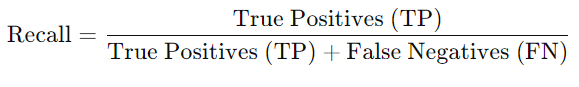 Recall = True Positives (TP) / True Positives (TP) + False Negatives (FN)